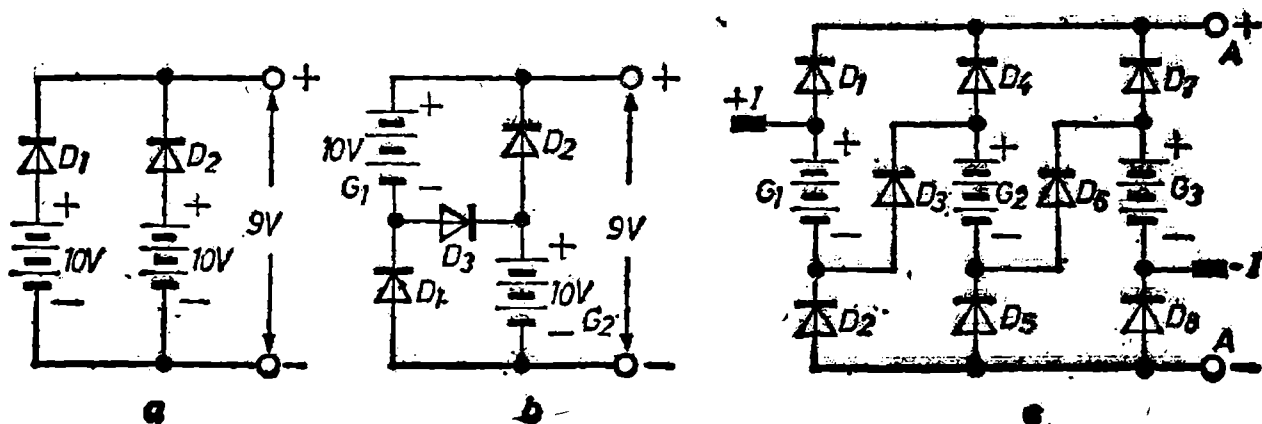 D1
+
D2
+
10V
10V
−
−
9V
+
−
a
+
10V
G1
−
D2
D3
D1
+
10V
−
G2
9V
+
−
b
A
+
D1
D4
D7
+I
+
+
+
G1
D3
G2
D6
G3
−
−
−
-I
D2
D5
D8
A
−